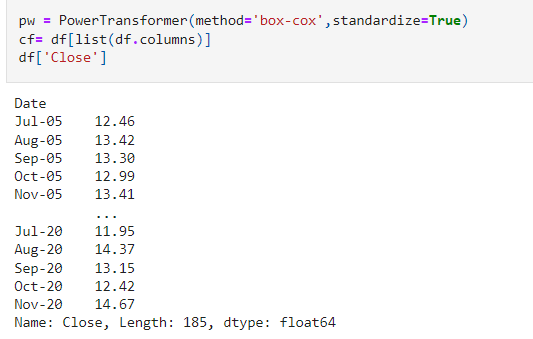 pw = PowerTransformer(method='box-cox',standardize=True)
cf= df[list(df.columns)]
df['Close']
Date
Jul-05    12.46
Aug-05    13.42
Sep-05    13.30
Oct-05    12.99
Nov-05    13.41
          ...
Jul-20    11.95
Aug-20    14.37
Sep-20    13.15
Oct-20    12.42
Nov-20    14.67
Name: Close, Length: 185, dtype: float64